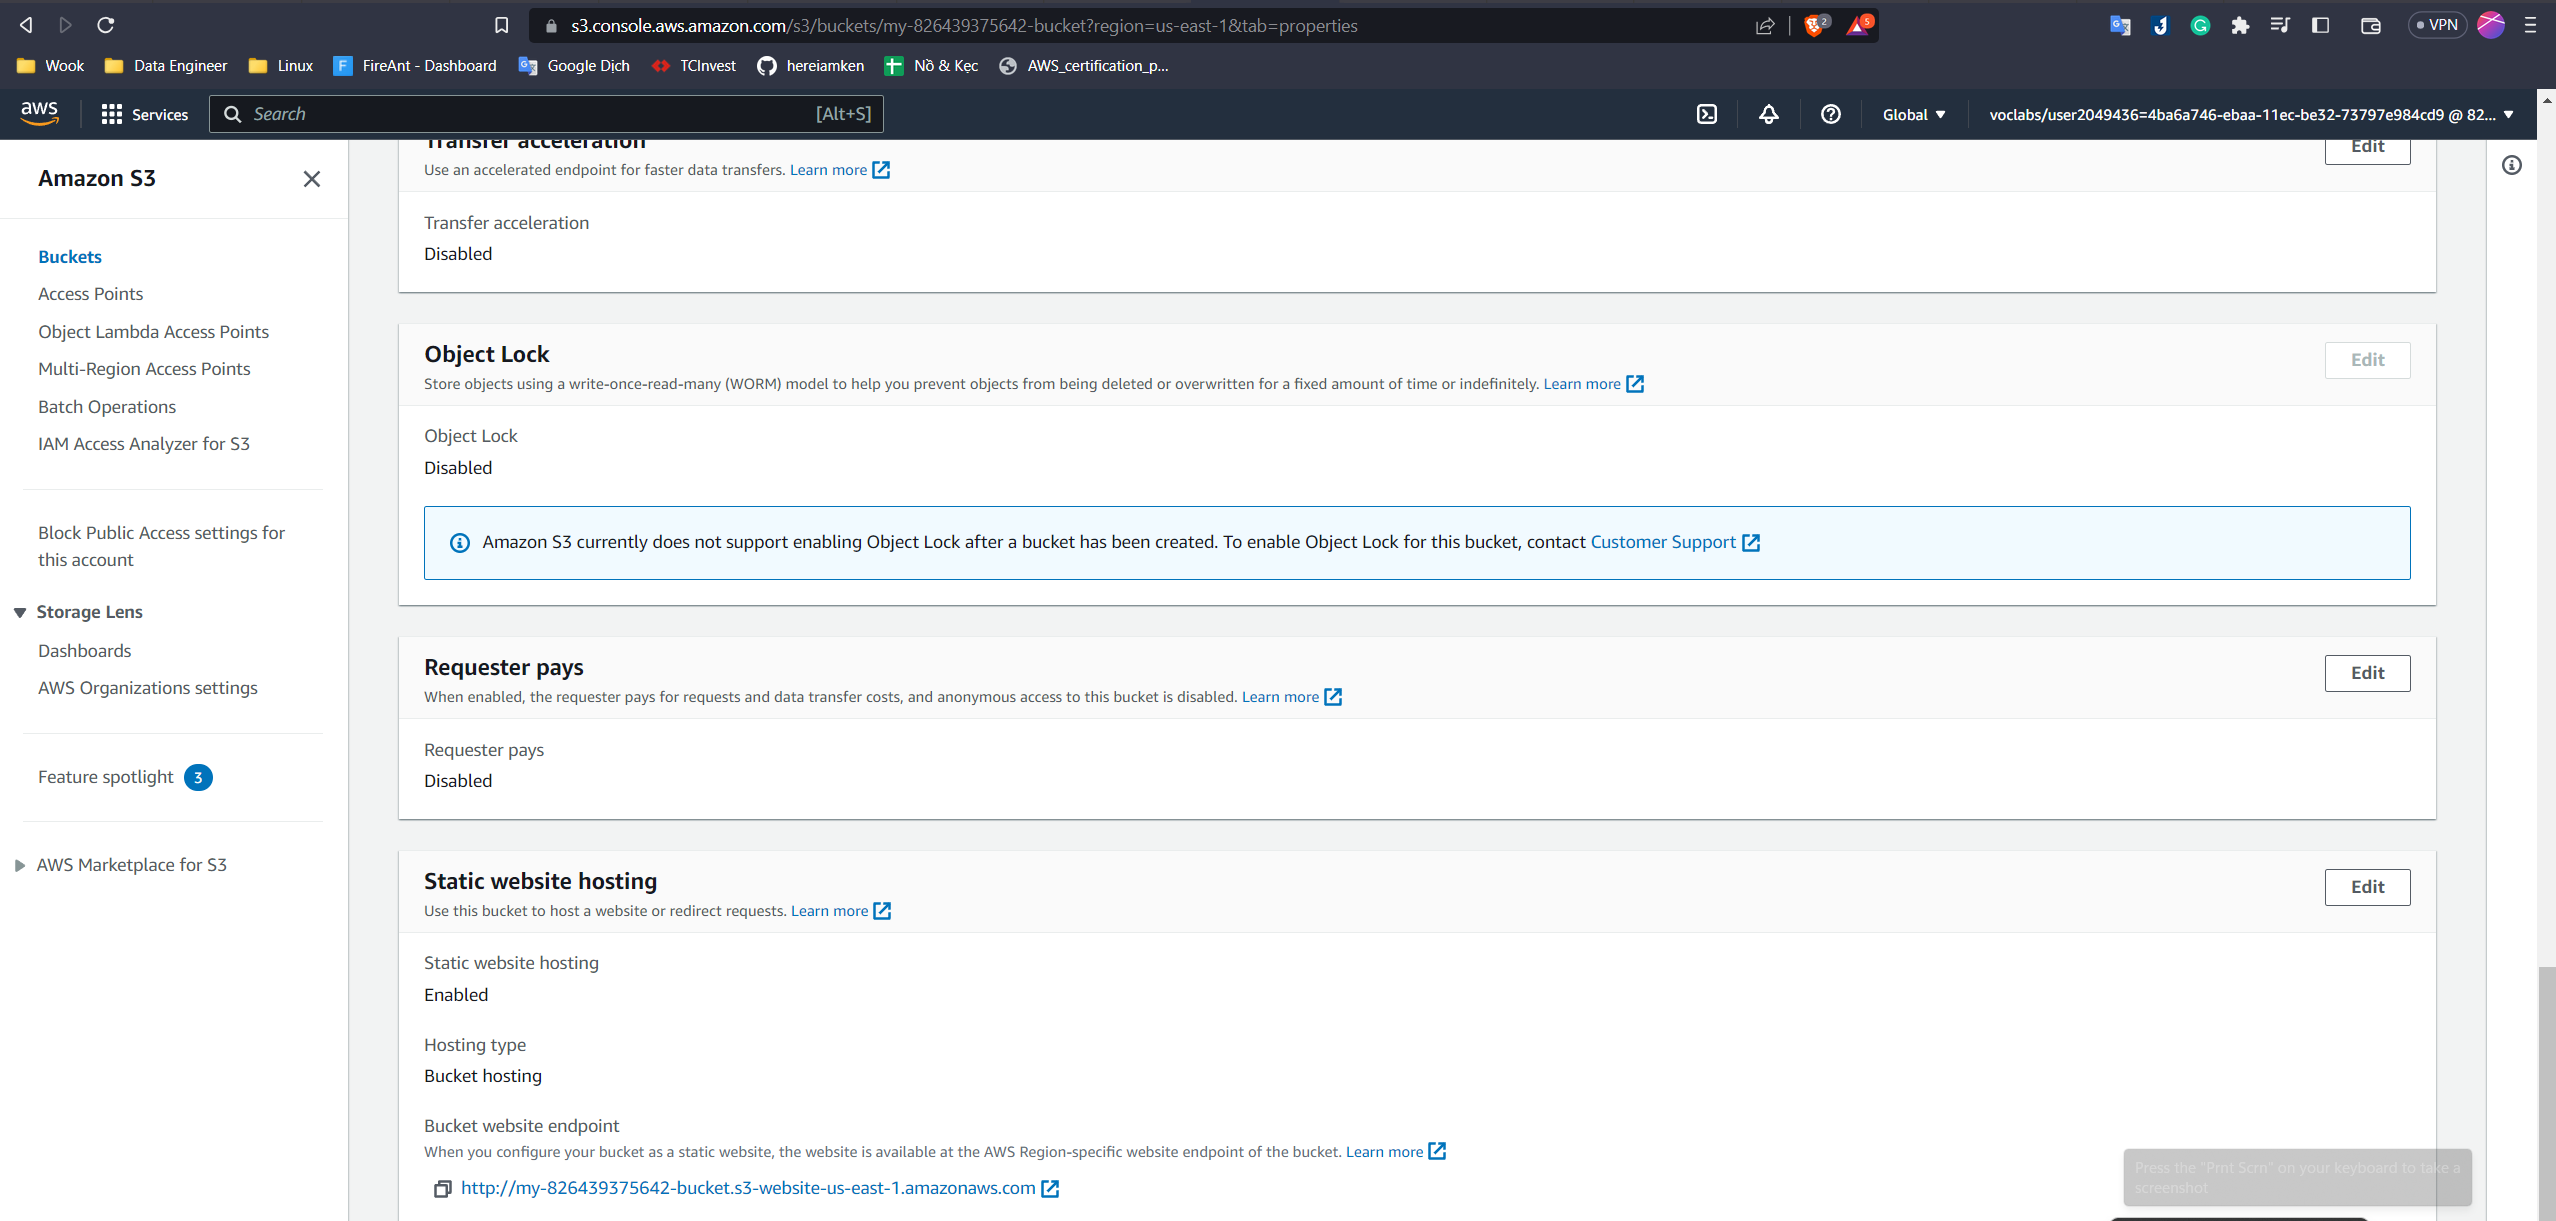 s3.console.aws.amazon.com/s3/buckets/my-826439375642-bucket?region=us-east-1&tab=properties
2
5
VPN
Wook
Data Engineer
Linux
FireAnt - Dashboard
Google Dịch
TCInvest
hereiamken
Nồ & Kẹc
AWS_certification_p...
aws
Services
Search
[Alt+S]
Global
voclabs/user2049436=4ba6a746-ebaa-11ec-be32-73797e984cd9 @ 82...
Amazon S3
Buckets
Access Points
Object Lambda Access Points
Multi-Region Access Points
Batch Operations
IAM Access Analyzer for S3
Block Public Access settings for
this account
Storage Lens
Dashboards
AWS Organizations settings
Feature spotlight 3
AWS Marketplace for S3
Transfer acceleration
Edit
Use an accelerated endpoint for faster data transfers. Learn more
Transfer acceleration
Disabled
Object Lock
Edit
Store objects using a write-once-read-many (WORM) model to help you prevent objects from being deleted or overwritten for a fixed amount of time or indefinitely. Learn more
Object Lock
Disabled
Amazon S3 currently does not support enabling Object Lock after a bucket has been created. To enable Object Lock for this bucket, contact Customer Support
Requester pays
Edit
When enabled, the requester pays for requests and data transfer costs, and anonymous access to this bucket is disabled. Learn more
Requester pays
Disabled
Static website hosting
Edit
Use this bucket to host a website or redirect requests. Learn more
Static website hosting
Enabled
Hosting type
Bucket hosting
Bucket website endpoint
When you configure your bucket as a static website, the website is available at the AWS Region-specific website endpoint of the bucket. Learn more
http://my-826439375642-bucket.s3-website-us-east-1.amazonaws.com
Press the "Prnt Scrn" on your keyboard to take a
screenshot